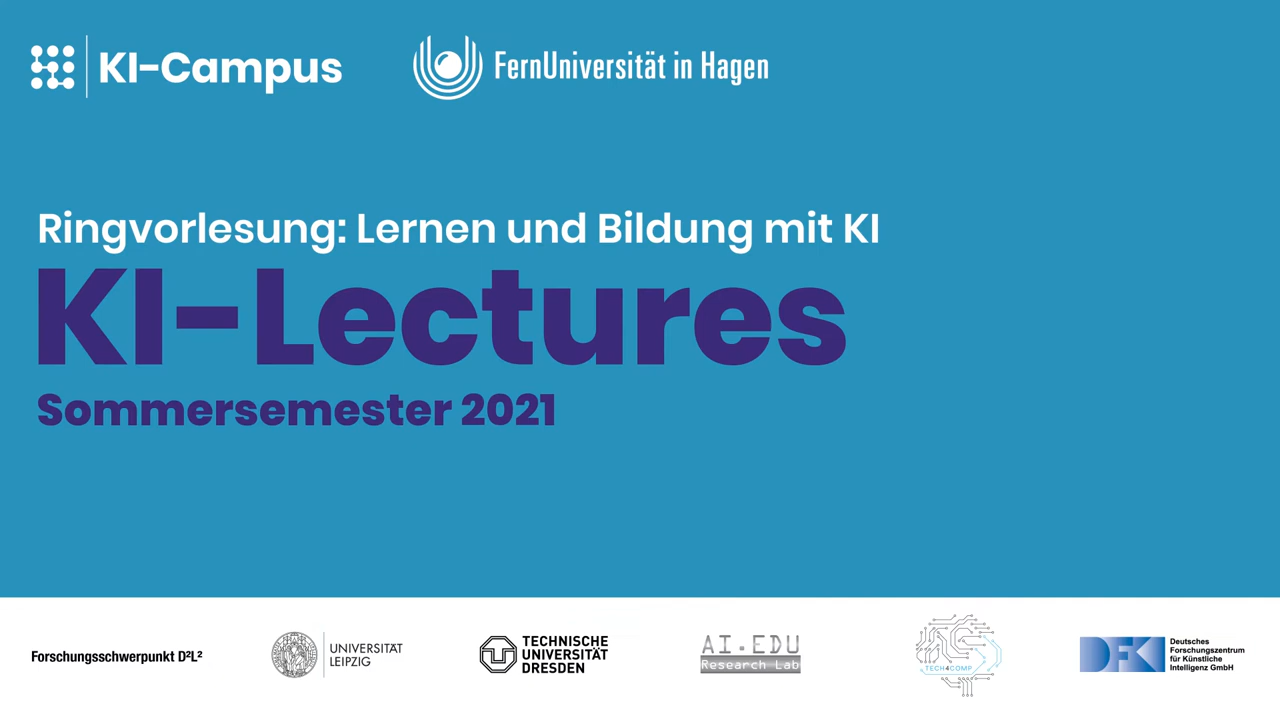 KI-Campus
FernUniversität in Hagen
Ringvorlesung: Lernen und Bildung mit KI
KI-Lectures
Sommersemester 2021
Forschungsschwerpunkt D²L²
UNIVERSITÄT
LEIPZIG
TECHNISCHE
UNIVERSITÄT
DRESDEN
AI.EDU
Research Lab
TECH4COMP
DFKI
Deutsches
Forschungszentrum
für Künstliche
Intelligenz GmbH